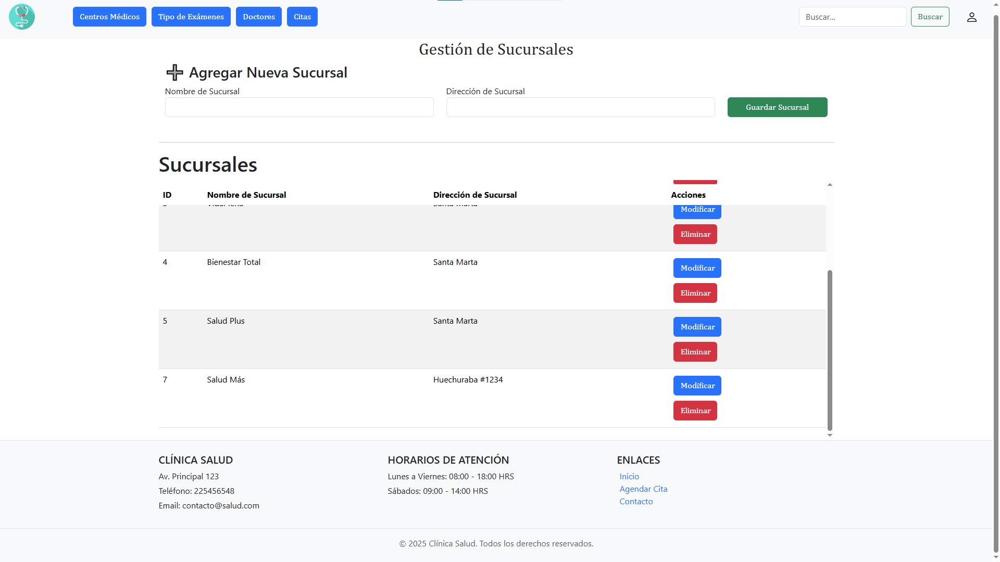 Centros Médicos Tipo de Exámenes Doctores Citas Buscar... Buscar
Gestión de Sucursales
Agregar Nueva Sucursal
Nombre de Sucursal Dirección de Sucursal
Guardar Sucursal
Sucursales
ID Nombre de Sucursal Dirección de Sucursal Acciones
Modificar
Eliminar
4 Bienestar Total Santa Marta Modificar
Eliminar
5 Salud Plus Santa Marta Modificar
Eliminar
7 Salud Más Huechuraba #1234 Modificar
Eliminar
CLÍNICA SALUD
Av. Principal 123
Teléfono: 225456548
Email: contacto@salud.com
HORARIOS DE ATENCIÓN
Lunes a Viernes: 08:00 - 18:00 HRS
Sábados: 09:00 - 14:00 HRS
ENLACES
Inicio
Agendar Cita
Contacto
© 2025 Clínica Salud. Todos los derechos reservados.